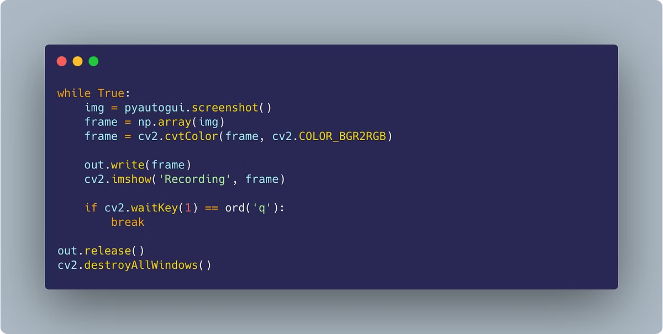 while True:
    img = pyautogui.screenshot()
    frame = np.array(img)
    frame = cv2.cvtColor(frame, cv2.COLOR_BGR2RGB)

    out.write(frame)
    cv2.imshow('Recording', frame)

    if cv2.waitKey(1) == ord('q'):
        break

out.release()
cv2.destroyAllWindows()